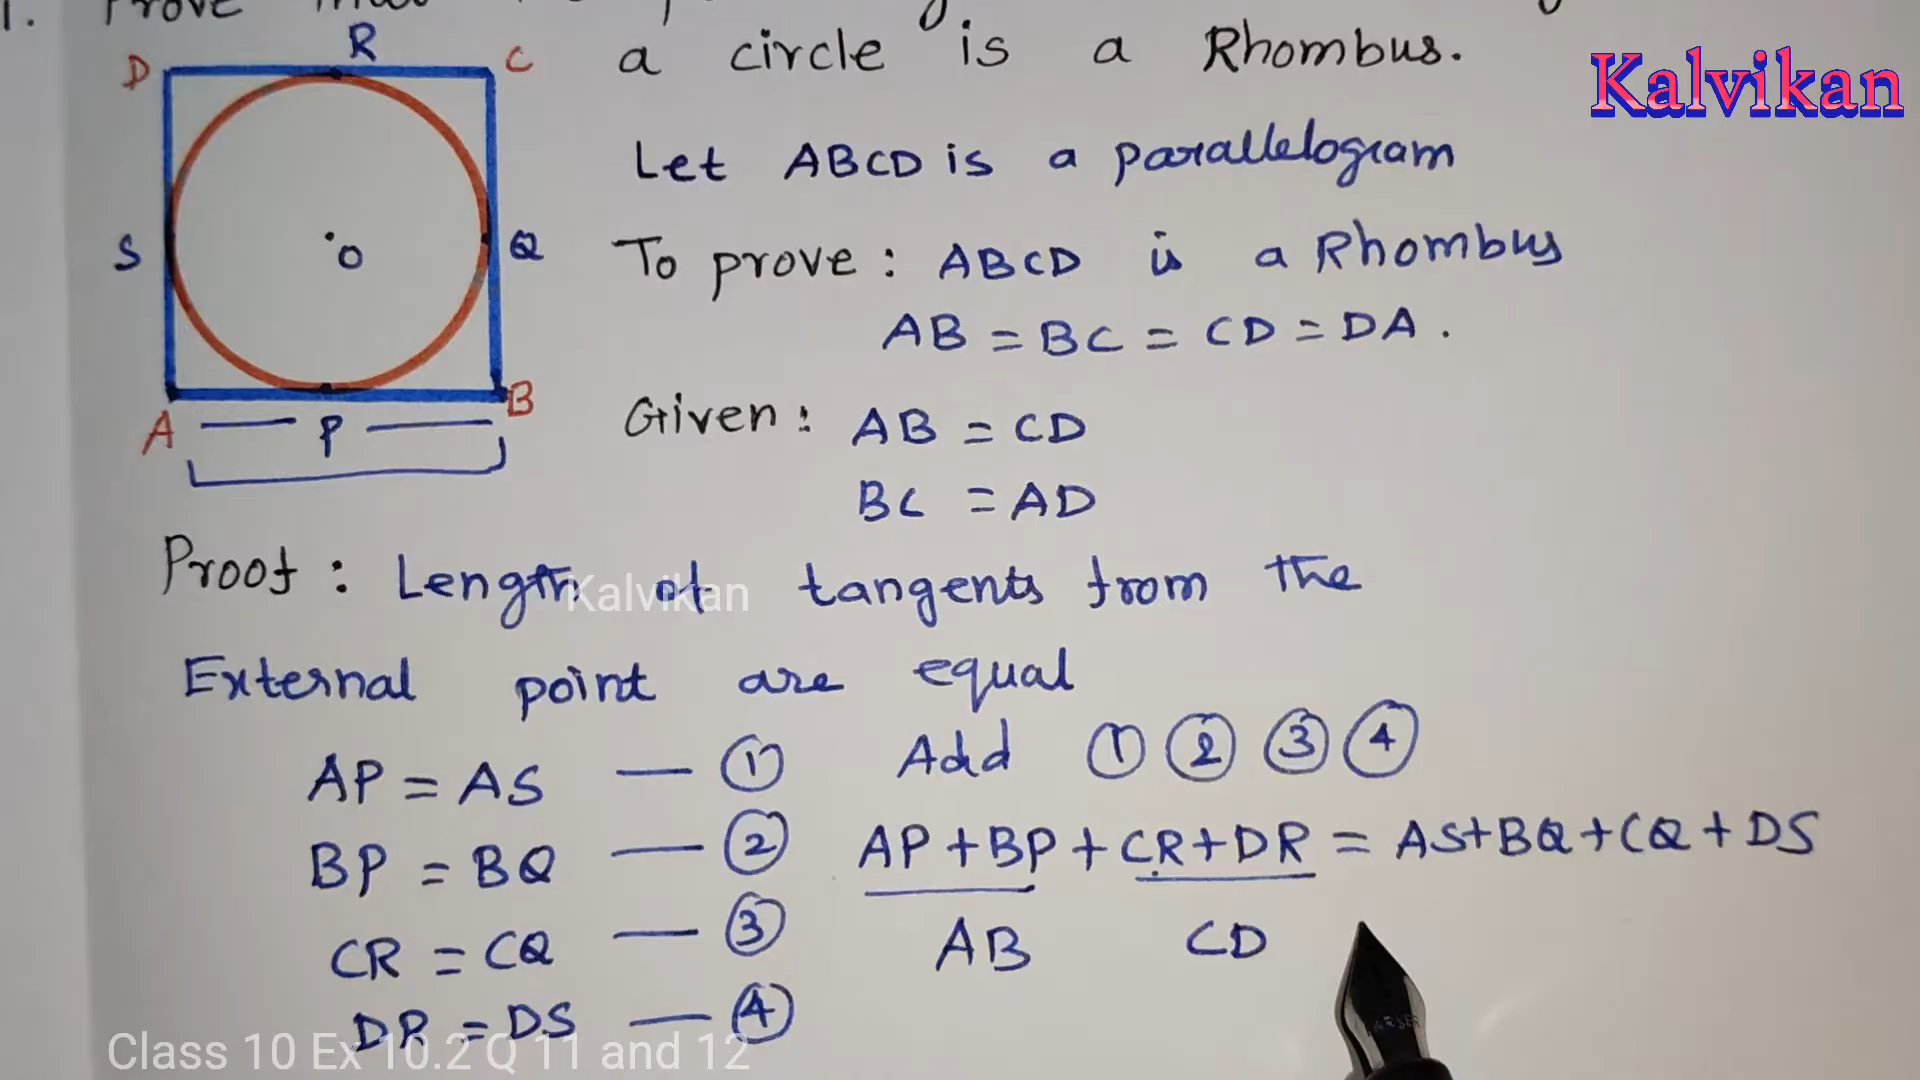 1. Prove
a circle is a Rhombus.
Kalvikan
D R C
Let ABCD is a parallelogram
S O Q
To prove : ABCD is a Rhombus
AB = BC = CD = DA .
A P B
Given : AB = CD
BC = AD
Proof : Length of tangents from the
Kalvikan
External point are equal
AP = AS — ①
BP = BQ — ②
CR = CQ — ③
DR = DS — ④
Add ① ② ③ ④
AP + BP + CR + DR = AS + BQ + CQ + DS
AB CD
Class 10 Ex 10.2 Q 11 and 12